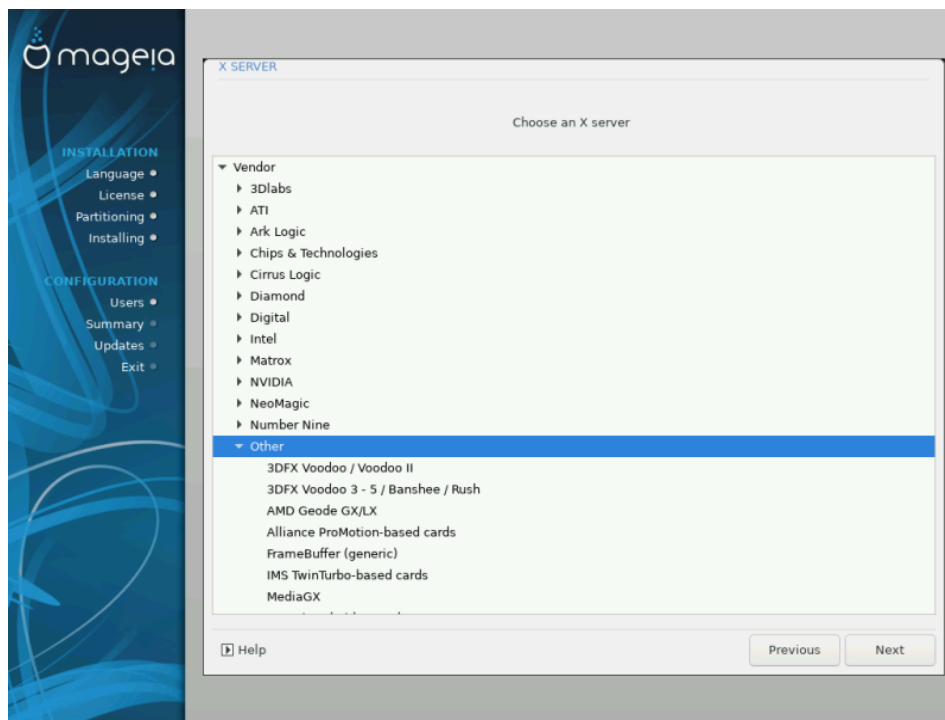 mageia
INSTALLATION
Language
License
Partitioning
Installing
CONFIGURATION
Users
Summary
Updates
Exit
X SERVER
Choose an X server
Vendor
3Dlabs
ATI
Ark Logic
Chips & Technologies
Cirrus Logic
Diamond
Digital
Intel
Matrox
NVIDIA
NeoMagic
Number Nine
Other
3DFX Voodoo / Voodoo II
3DFX Voodoo 3 - 5 / Banshee / Rush
AMD Geode GX/LX
Alliance ProMotion-based cards
FrameBuffer (generic)
IMS TwinTurbo-based cards
MediaGX
Help
Previous
Next